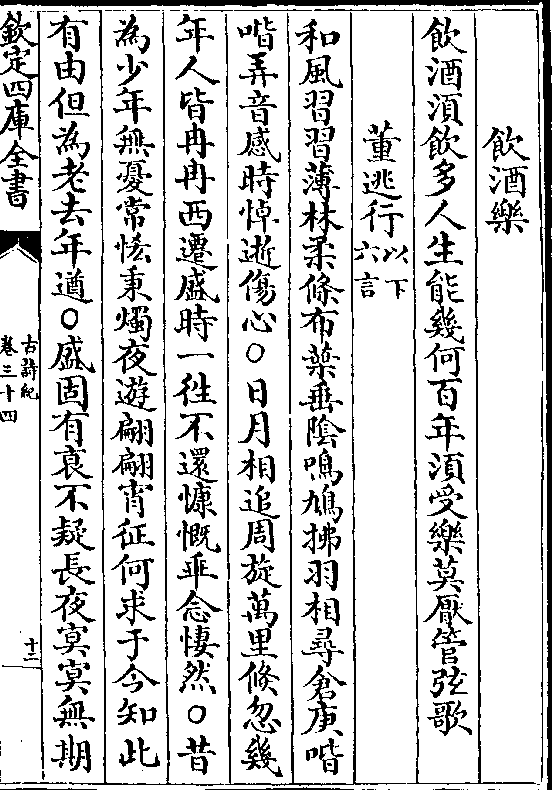 飲酒樂
飲酒須飲多人生能幾何百年須受樂莫厭管弦歌
董逃行以下六言
和風習習薄林柔條布葉垂陰鳴鳩拂羽相尋倉庚喈
喈弄音感時悼逝傷心○日月相追周旋萬里倏忽幾
年人皆冉冉西遷盛時一往不還慷慨乖念悽然○昔
為少年無憂常怪秉燭夜遊翩翩宵征何求于今知此
有由但為老去年遒○盛固有衰不疑長夜冥冥無期
欽定四庫全書
古詩紀
卷三十四
十二